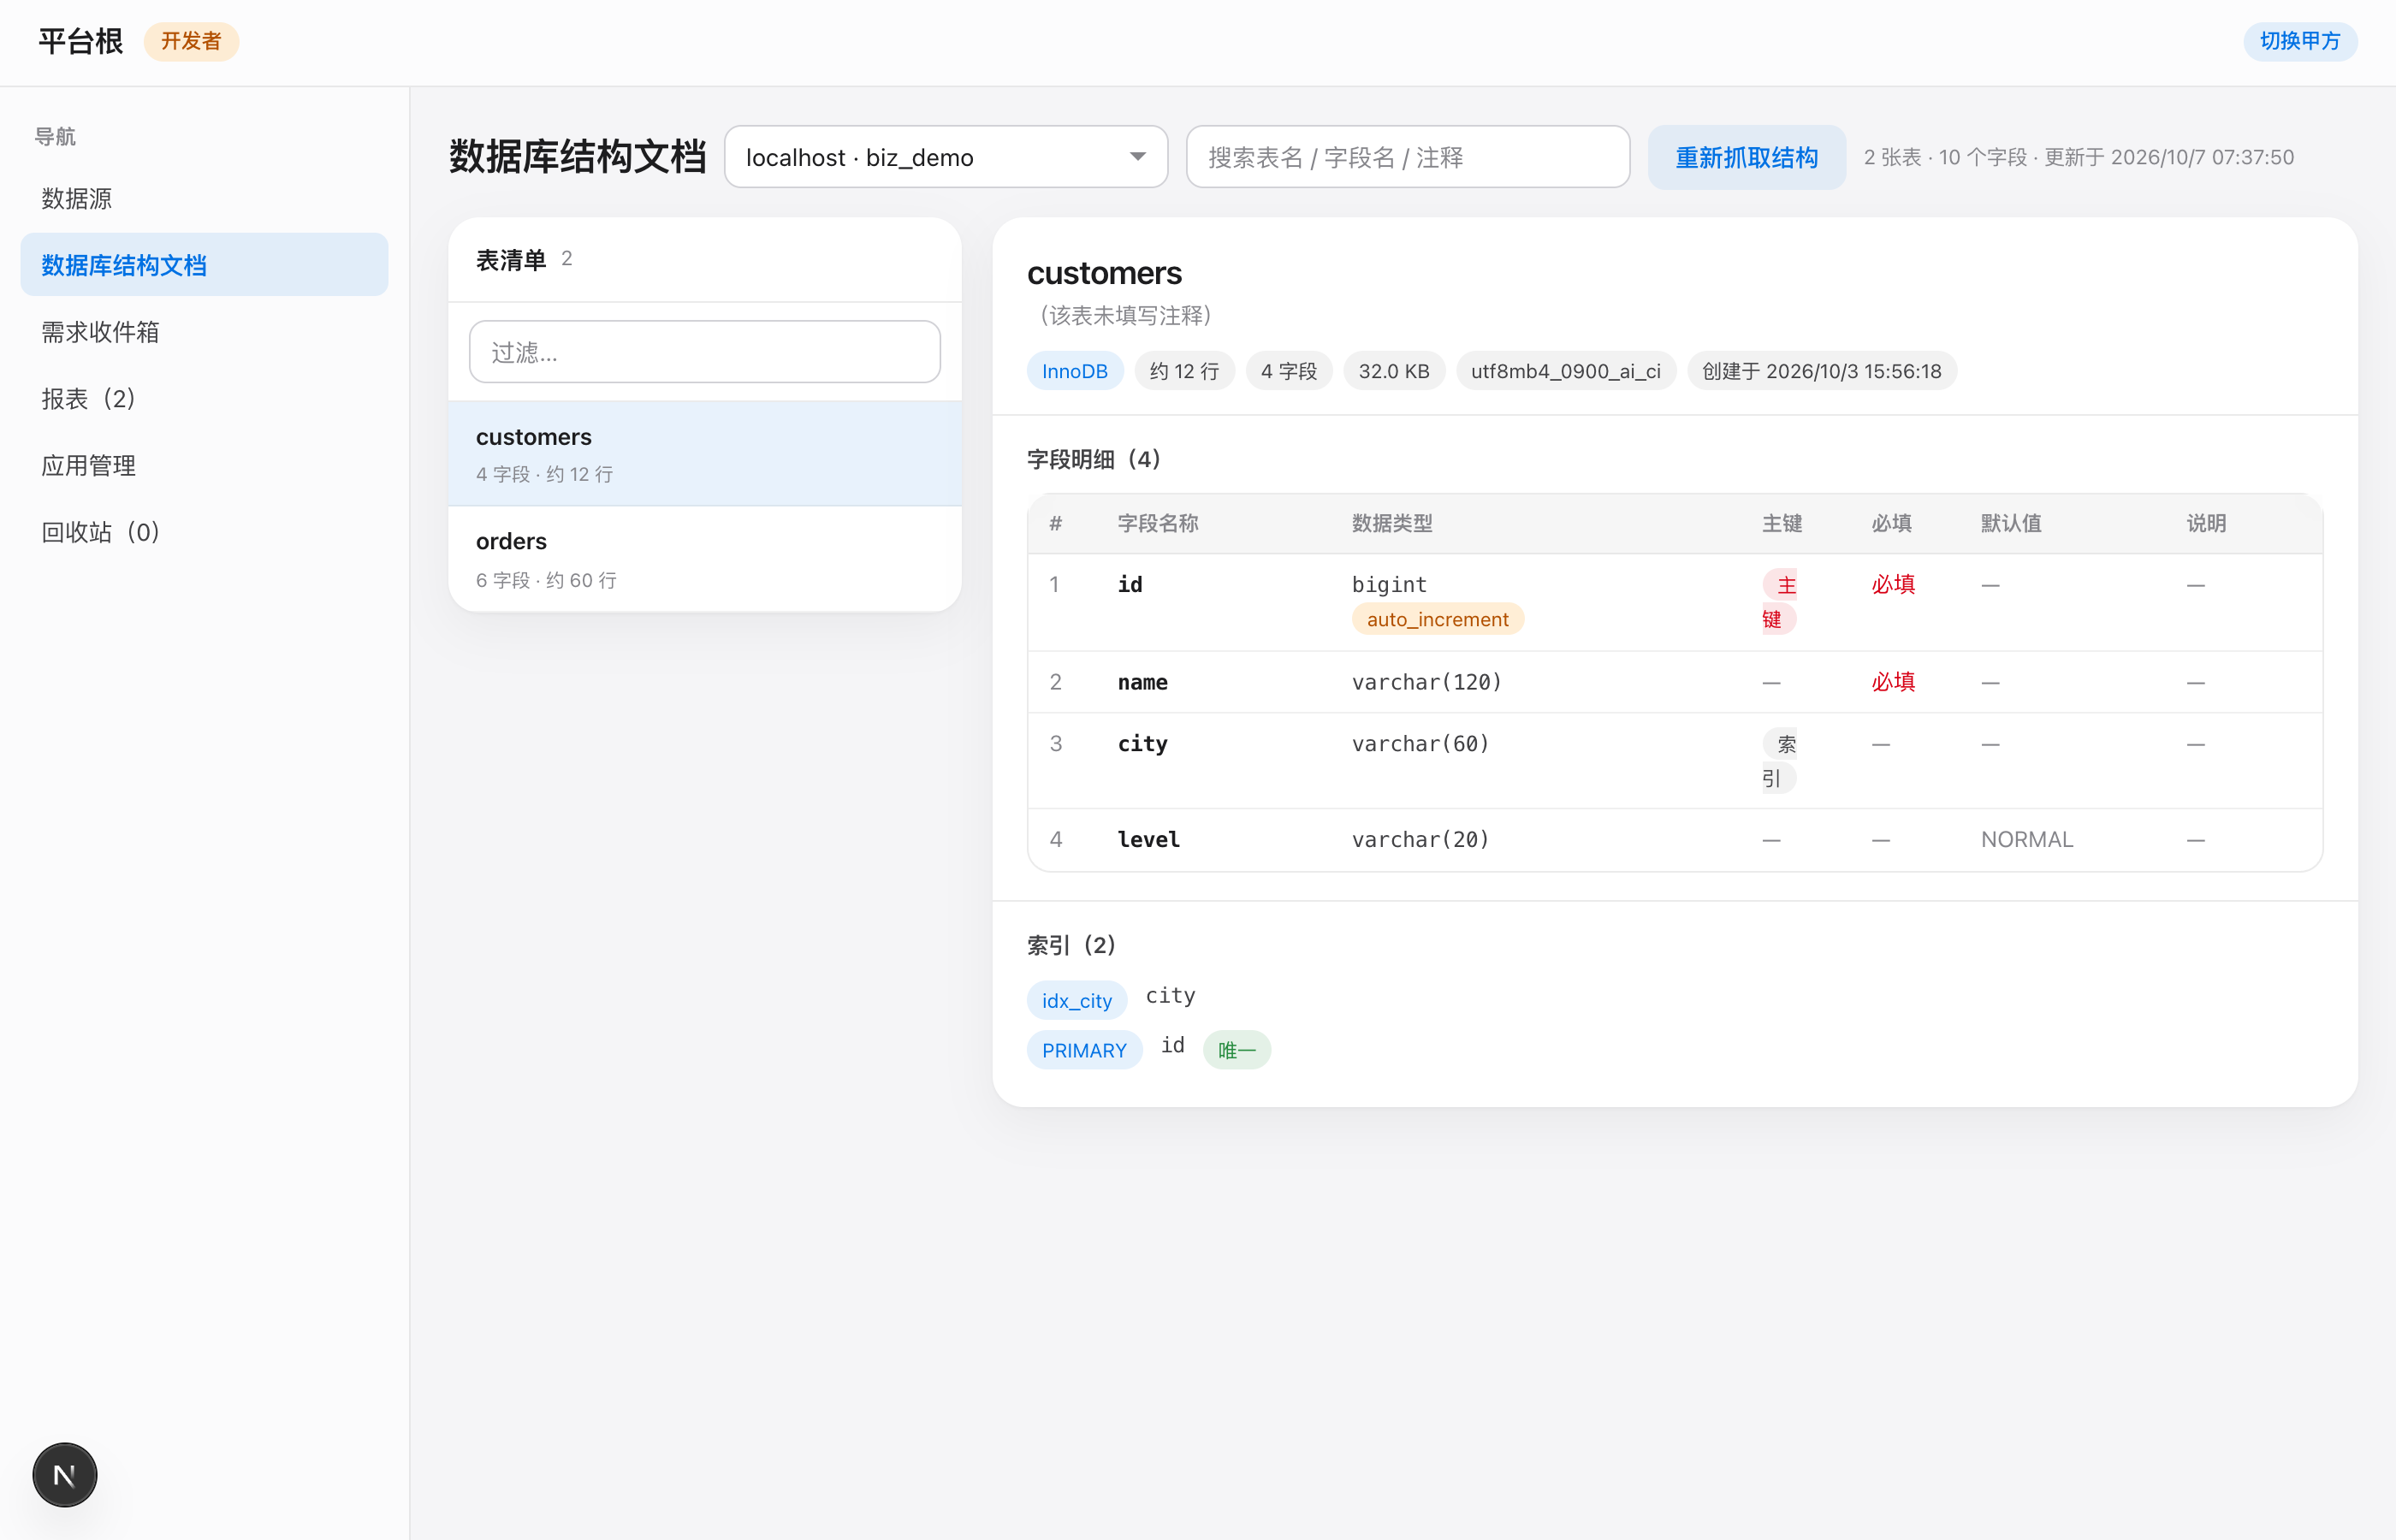 平台根 开发者 切换甲方
导航
数据源
数据库结构文档
需求收件箱
报表（2）
应用管理
回收站（0）
数据库结构文档 localhost · biz_demo 搜索表名 / 字段名 / 注释 重新抓取结构 2 张表 · 10 个字段 · 更新于 2026/10/7 07:37:50
表清单 2
过滤...
customers
4 字段 · 约 12 行
orders
6 字段 · 约 60 行
customers
（该表未填写注释）
InnoDB 约 12 行 4 字段 32.0 KB utf8mb4_0900_ai_ci 创建于 2026/10/3 15:56:18
字段明细（4）
# 字段名称 数据类型 主键 必填 默认值 说明
1 id bigint 主 必填 — —
auto_increment 键
2 name varchar(120) — 必填 — —
3 city varchar(60) 索 — — —
引
4 level varchar(20) — — NORMAL —
索引（2）
idx_city city
PRIMARY id 唯一
N